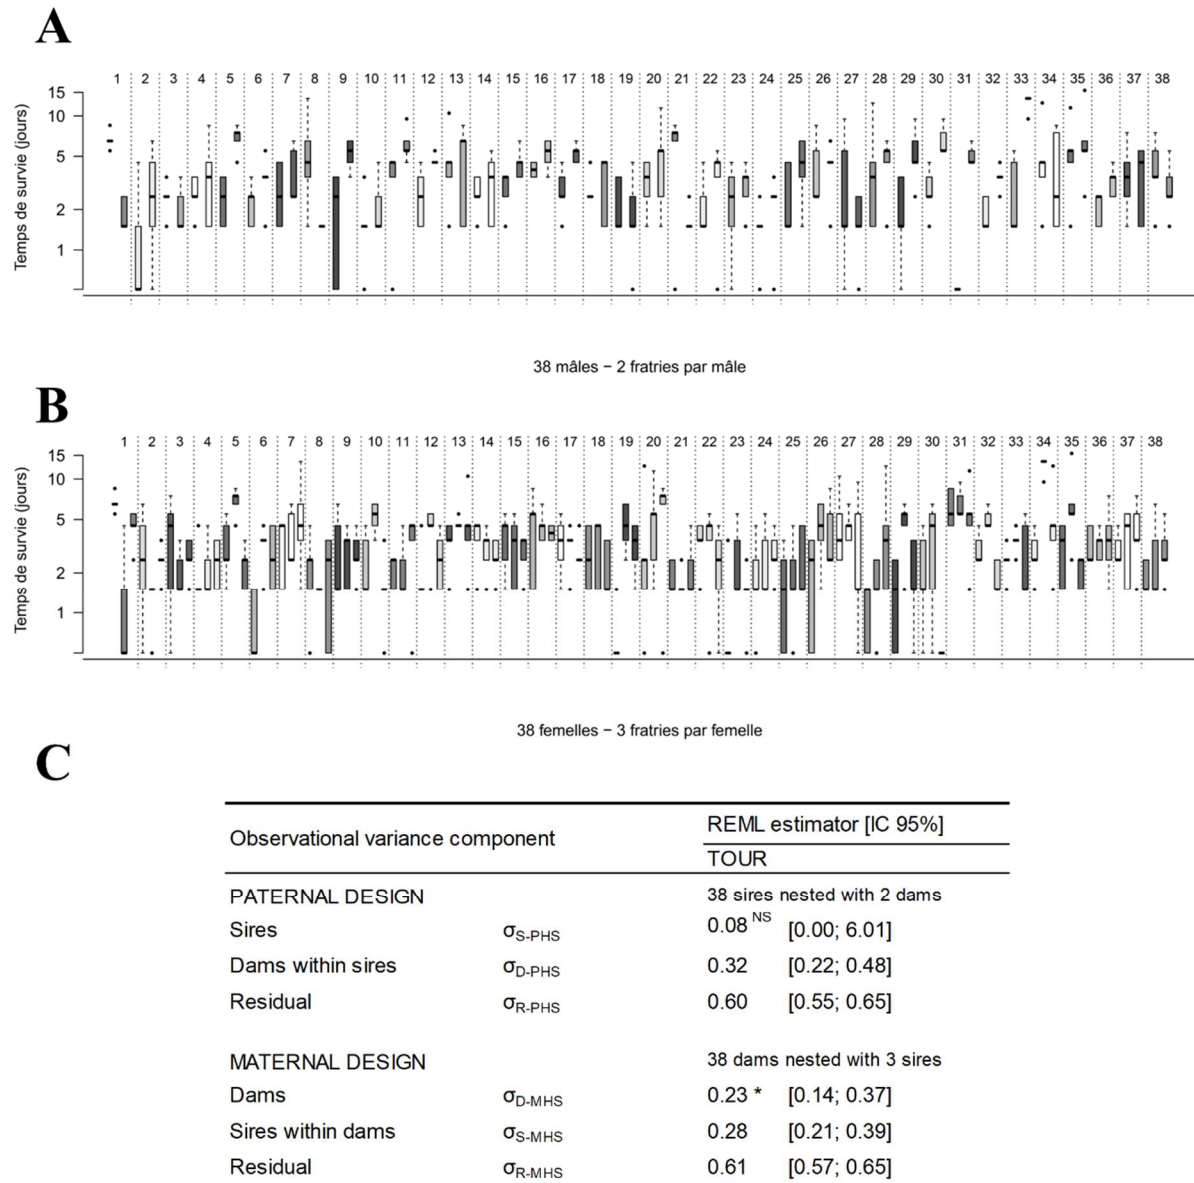 A
1 2 3 4 5 6 7 8 9 10 11 12 13 14 15 16 17 18 19 20 21 22 23 24 25 26 27 28 29 30 31 32 33 34 35 36 37 38
15
10
5
2
1
Temps de survie (jours)
38 mâles − 2 fratries par mâle
B
1 2 3 4 5 6 7 8 9 10 11 12 13 14 15 16 17 18 19 20 21 22 23 24 25 26 27 28 29 30 31 32 33 34 35 36 37 38
15
10
5
2
1
Temps de survie (jours)
38 femelles − 3 fratries par femelle
C
Observational variance component REML estimator [IC 95%]
TOUR
PATERNAL DESIGN 38 sires nested with 2 dams
Sires σS-PHS 0.08 NS [0.00; 6.01]
Dams within sires σD-PHS 0.32 [0.22; 0.48]
Residual σR-PHS 0.60 [0.55; 0.65]
MATERNAL DESIGN 38 dams nested with 3 sires
Dams σD-MHS 0.23 * [0.14; 0.37]
Sires within dams σS-MHS 0.28 [0.21; 0.39]
Residual σR-MHS 0.61 [0.57; 0.65]